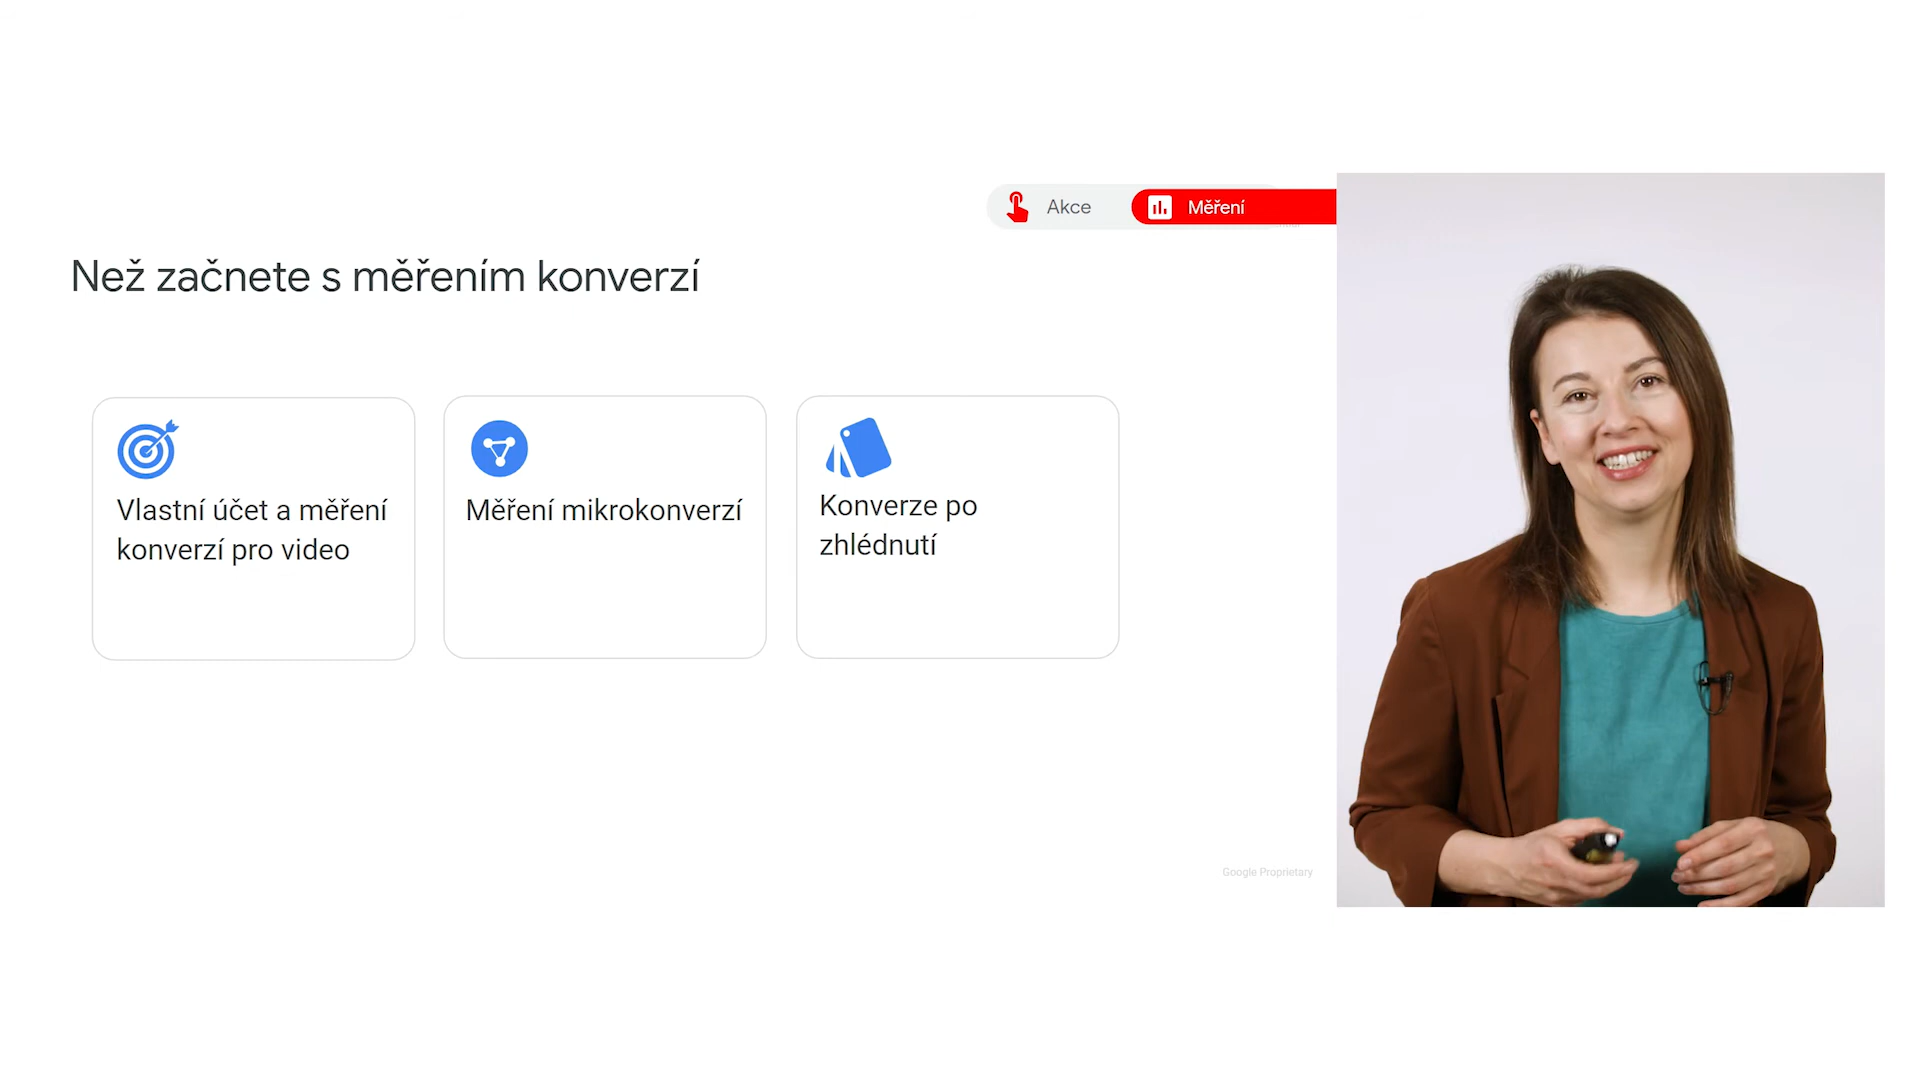 Akce
Měření
Než začnete s měřením konverzí
Vlastní účet a měření
konverzí pro video
Měření mikrokonverzí
Konverze po
zhlédnutí
Google Proprietary